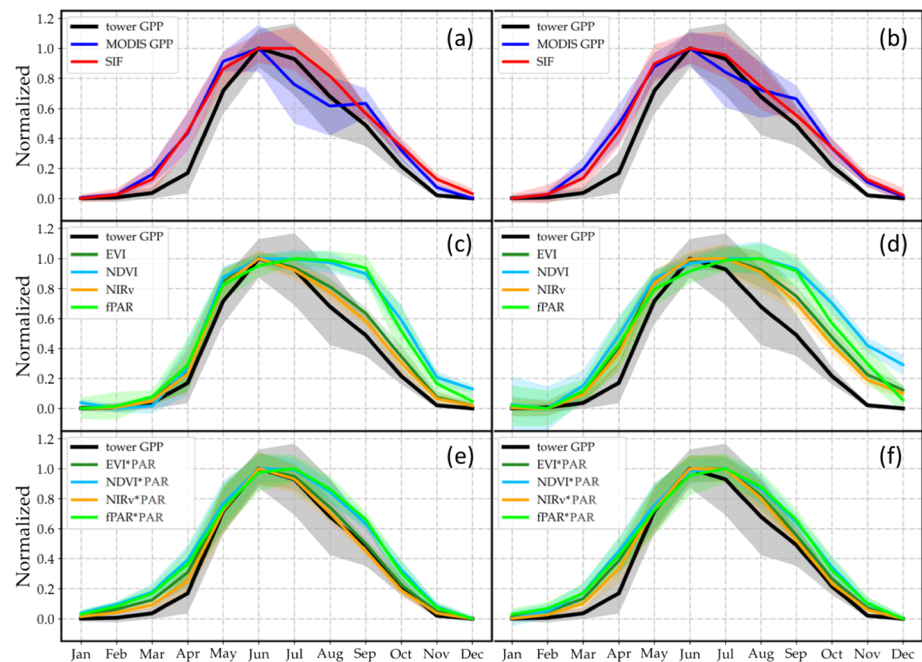 (a)
tower GPP
MODIS GPP
SIF
Normalized
1.2
1.0
0.8
0.6
0.4
0.2
0.0
(b)
tower GPP
MODIS GPP
SIF
(c)
tower GPP
EVI
NDVI
NIRv
fPAR
Normalized
1.2
1.0
0.8
0.6
0.4
0.2
0.0
(d)
tower GPP
EVI
NDVI
NIRv
fPAR
(e)
tower GPP
EVI*PAR
NDVI*PAR
NIRv*PAR
fPAR*PAR
Normalized
1.2
1.0
0.8
0.6
0.4
0.2
0.0
(f)
tower GPP
EVI*PAR
NDVI*PAR
NIRv*PAR
fPAR*PAR
Jan Feb Mar Apr May Jun Jul Aug Sep Oct Nov Dec
Jan Feb Mar Apr May Jun Jul Aug Sep Oct Nov Dec